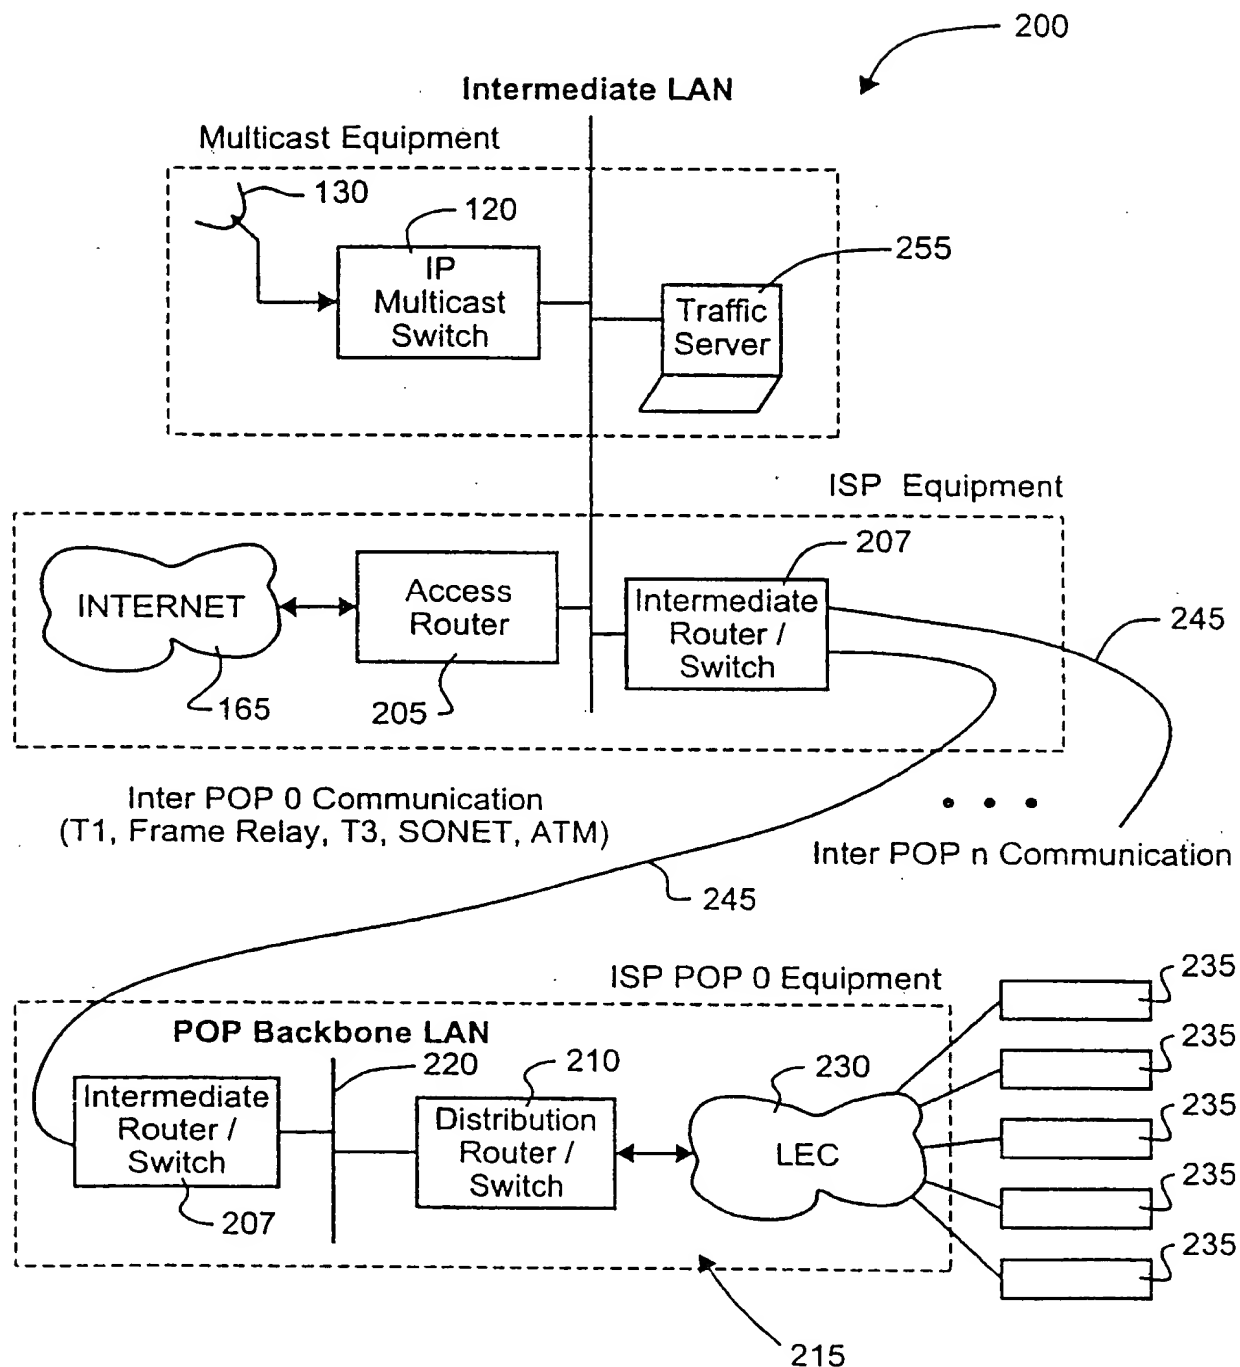 200
Intermediate LAN
Multicast Equipment
130
120
IP
Multicast
Switch
255
Traffic
Server
ISP Equipment
207
INTERNET
Access
Router
Intermediate
Router /
Switch
245
165
205
Inter POP 0 Communication
(T1, Frame Relay, T3, SONET, ATM)
• • •
Inter POP n Communication
245
ISP POP 0 Equipment
235
POP Backbone LAN
220
210
230
235
Intermediate
Router /
Switch
Distribution
Router /
Switch
LEC
235
235
207
235
215